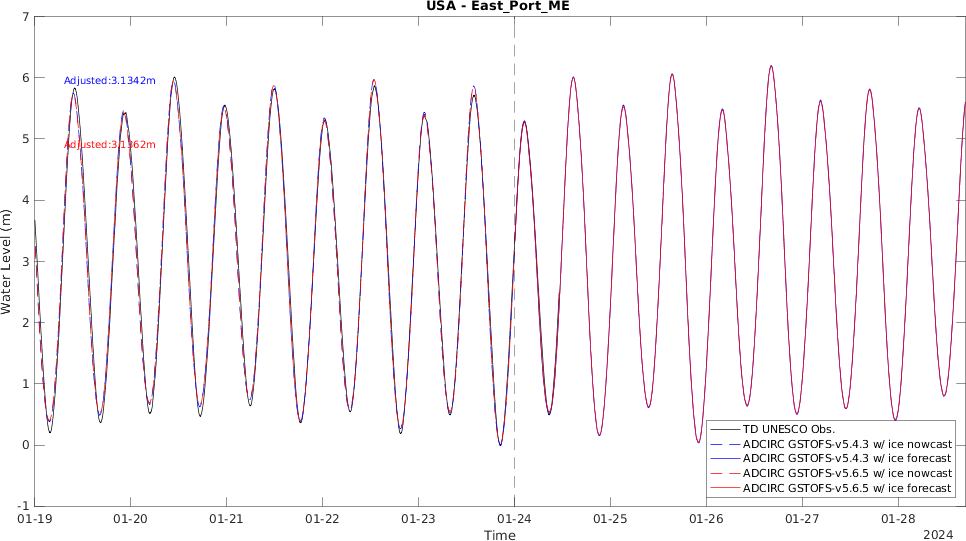 USA - East_Port_ME
7
6
5
4
3
2
1
0
-1
Water Level (m)
Adjusted:3.1342m
Adjusted:3.1362m
TD UNESCO Obs.
ADCIRC GSTOFS-v5.4.3 w/ ice nowcast
ADCIRC GSTOFS-v5.4.3 w/ ice forecast
ADCIRC GSTOFS-v5.6.5 w/ ice nowcast
ADCIRC GSTOFS-v5.6.5 w/ ice forecast
01-19 01-20 01-21 01-22 01-23 01-24 01-25 01-26 01-27 01-28
Time
2024